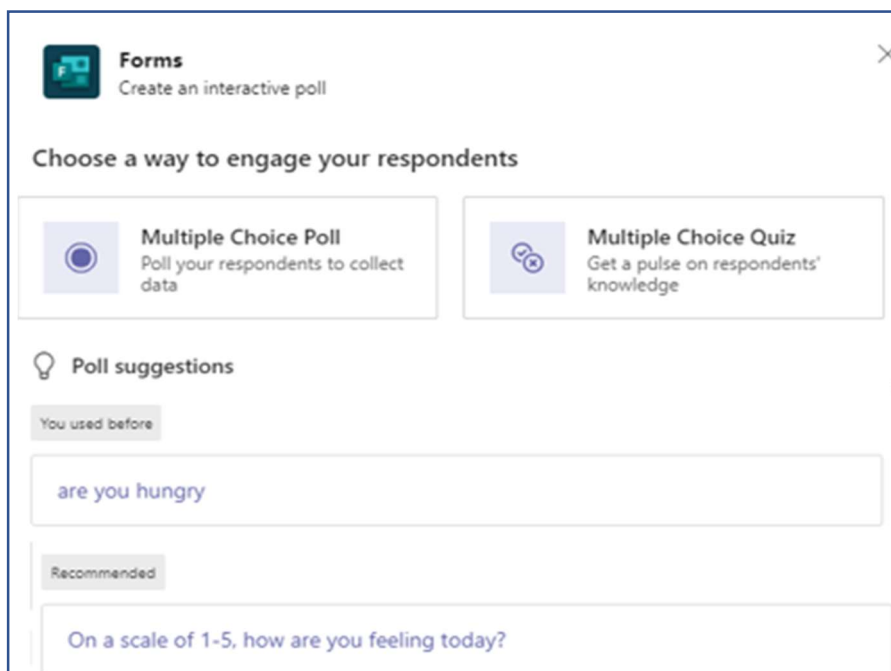 Forms
Create an interactive poll
Choose a way to engage your respondents
Multiple Choice Poll
Poll your respondents to collect
data
Multiple Choice Quiz
Get a pulse on respondents'
knowledge
Poll suggestions
You used before
are you hungry
Recommended
On a scale of 1-5, how are you feeling today?